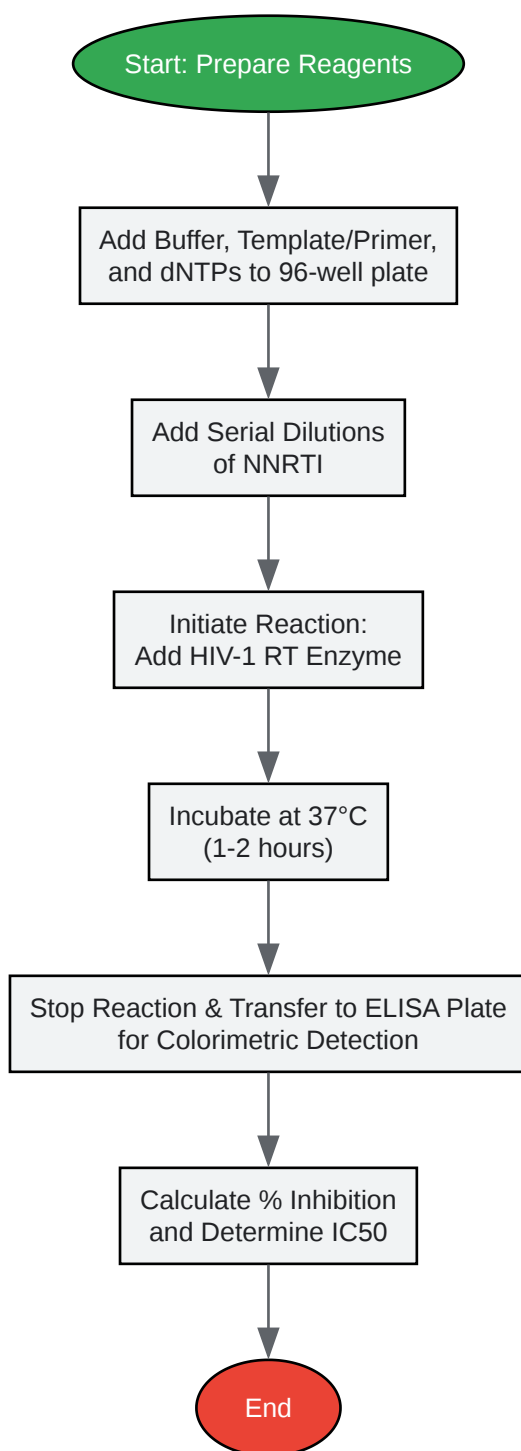 Start: Prepare Reagents
Add Buffer, Template/Primer,
and dNTPs to 96-well plate
Add Serial Dilutions
of NNRTI
Initiate Reaction:
Add HIV-1 RT Enzyme
Incubate at 37°C
(1-2 hours)
Stop Reaction & Transfer to ELISA Plate
for Colorimetric Detection
Calculate % Inhibition
and Determine IC50
End